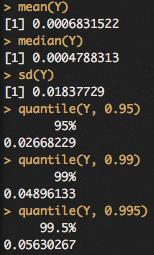 > mean(Y)
[1] 0.0006831522
> median(Y)
[1] 0.0004788313
> sd(Y)
[1] 0.01837729
> quantile(Y, 0.95)
95%
0.02668229
> quantile(Y, 0.99)
99%
0.04896133
> quantile(Y, 0.995)
99.5%
0.05630267